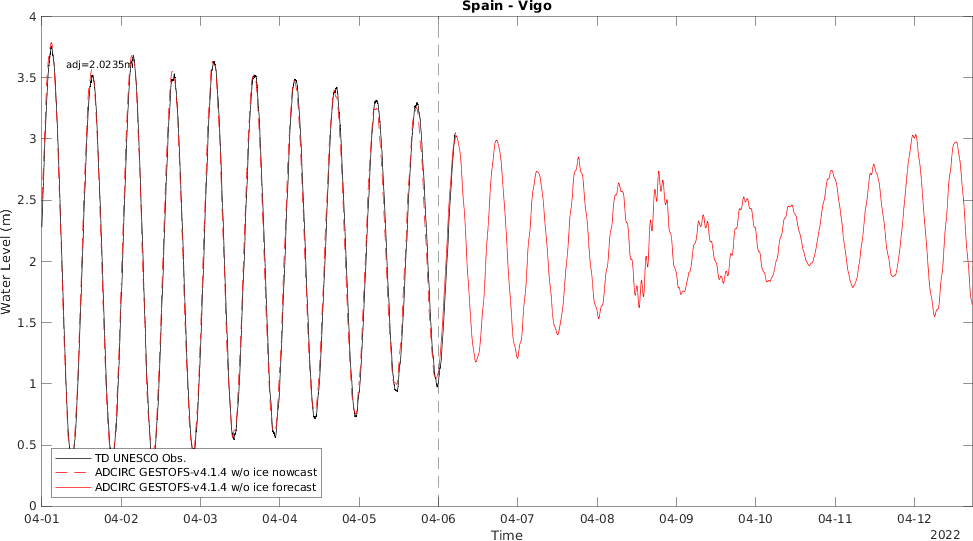 Spain - Vigo
adj=2.0235m
Water Level (m)
4
3.5
3
2.5
2
1.5
1
0.5
0
TD UNESCO Obs.
ADCIRC GESTOFS-v4.1.4 w/o ice nowcast
ADCIRC GESTOFS-v4.1.4 w/o ice forecast
04-01 04-02 04-03 04-04 04-05 04-06 04-07 04-08 04-09 04-10 04-11 04-12
Time
2022